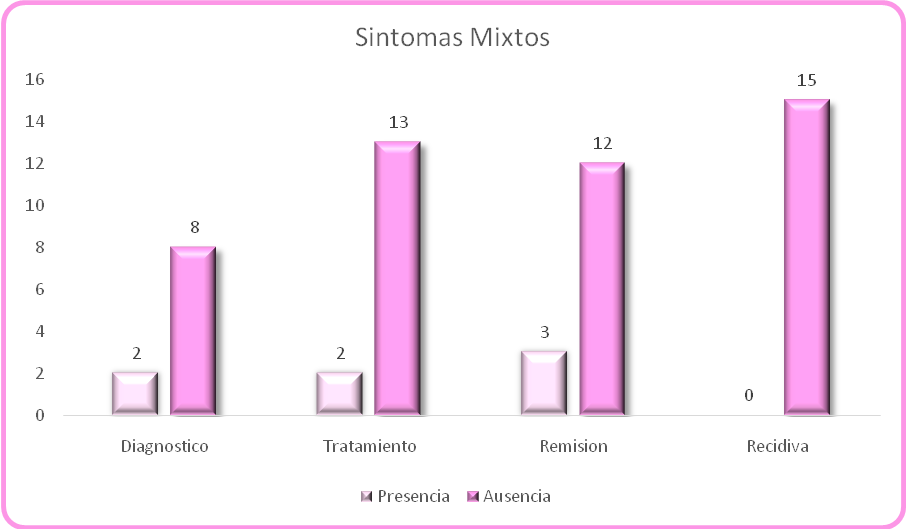 Sintomas Mixtos
16
14
12
10
8
6
4
2
0
2
8
2
13
3
12
0
15
Diagnostico
Tratamiento
Remision
Recidiva
Presencia
Ausencia